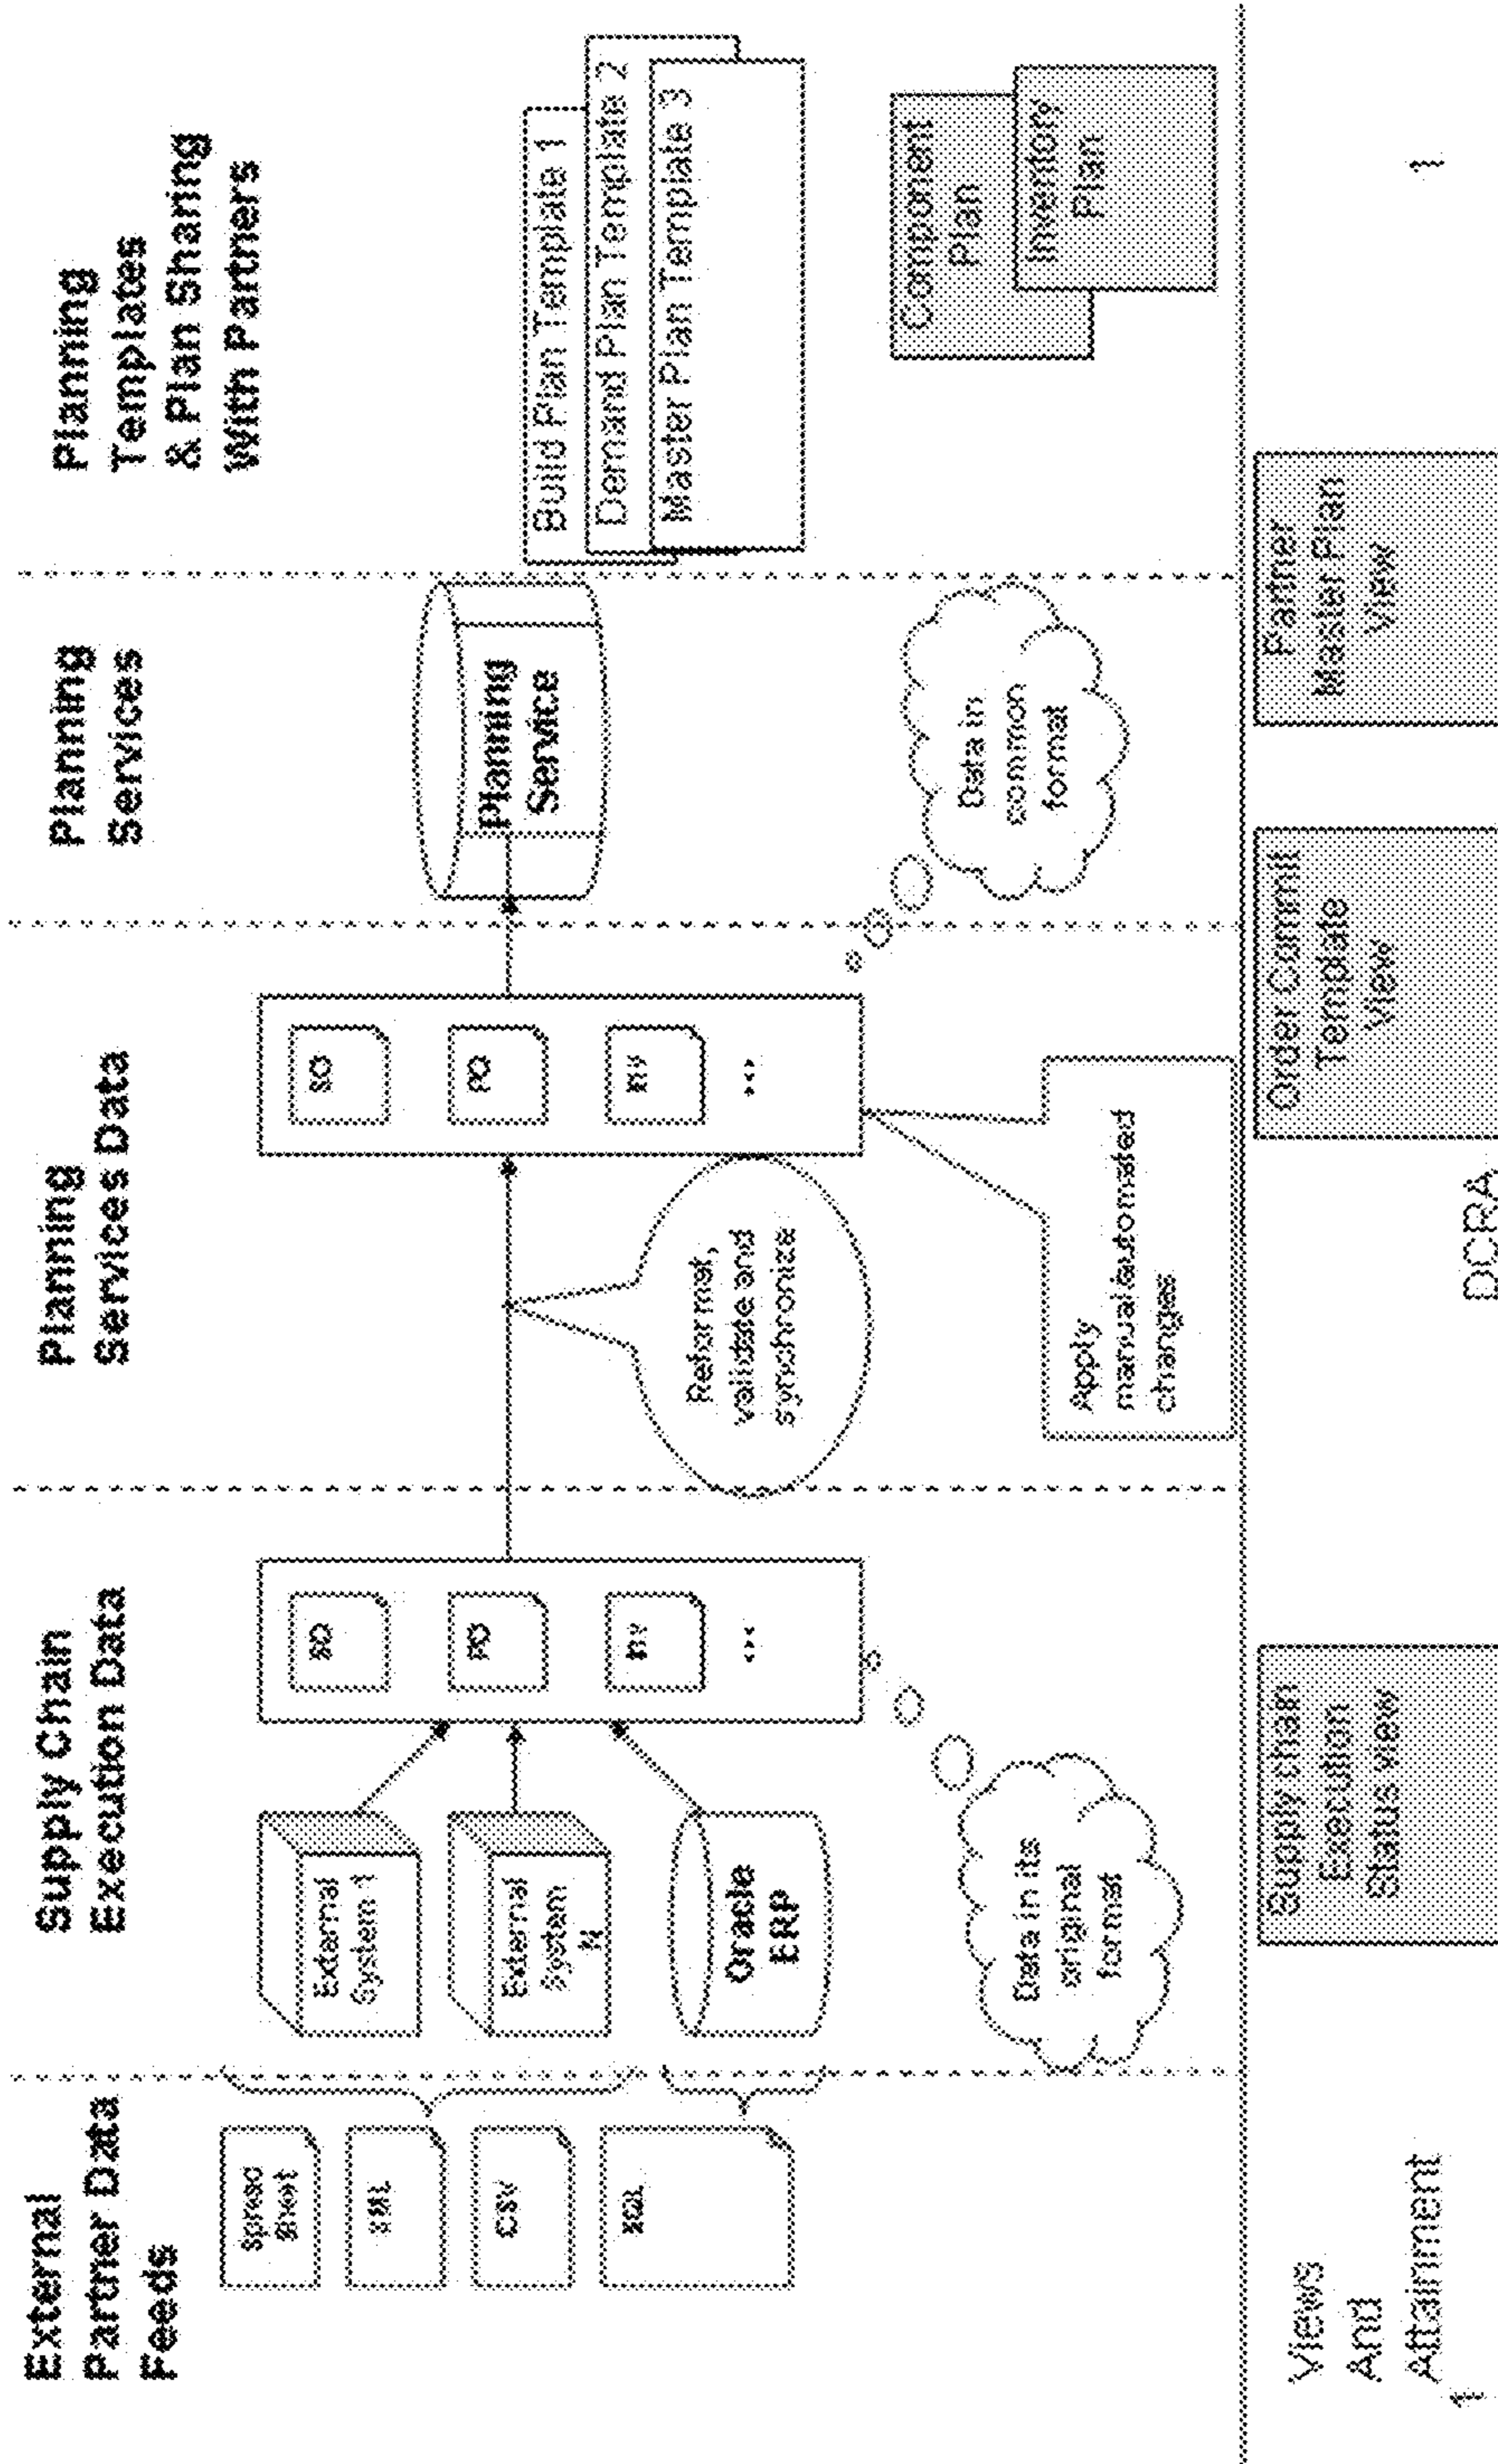 External
Partner Data
Feeds
Supply Chain
Execution Data
Planning
Services Data
Planning
Services
Planning
Templates
& Plan Sharing
With Partners
Spread
sheet
XML
CSV
SQL
External
System 1
External
System
N
Oracle
ERP
Data in its
original
format
SO
PO
INV
...
Reformat,
validate and
synchronize
SO
PO
INV
...
Apply
manual/automated
changes
Planning
Service
Data in
common
format
Build Plan Template 1
Demand Plan Template 2
Master Plan Template 3
Component
Plan
Inventory
Plan
Views
And
Attainment
1
Supply chain
Execution
Status view
DCRA
Order Commit
Template
View
Partner
Master Plan
View
1